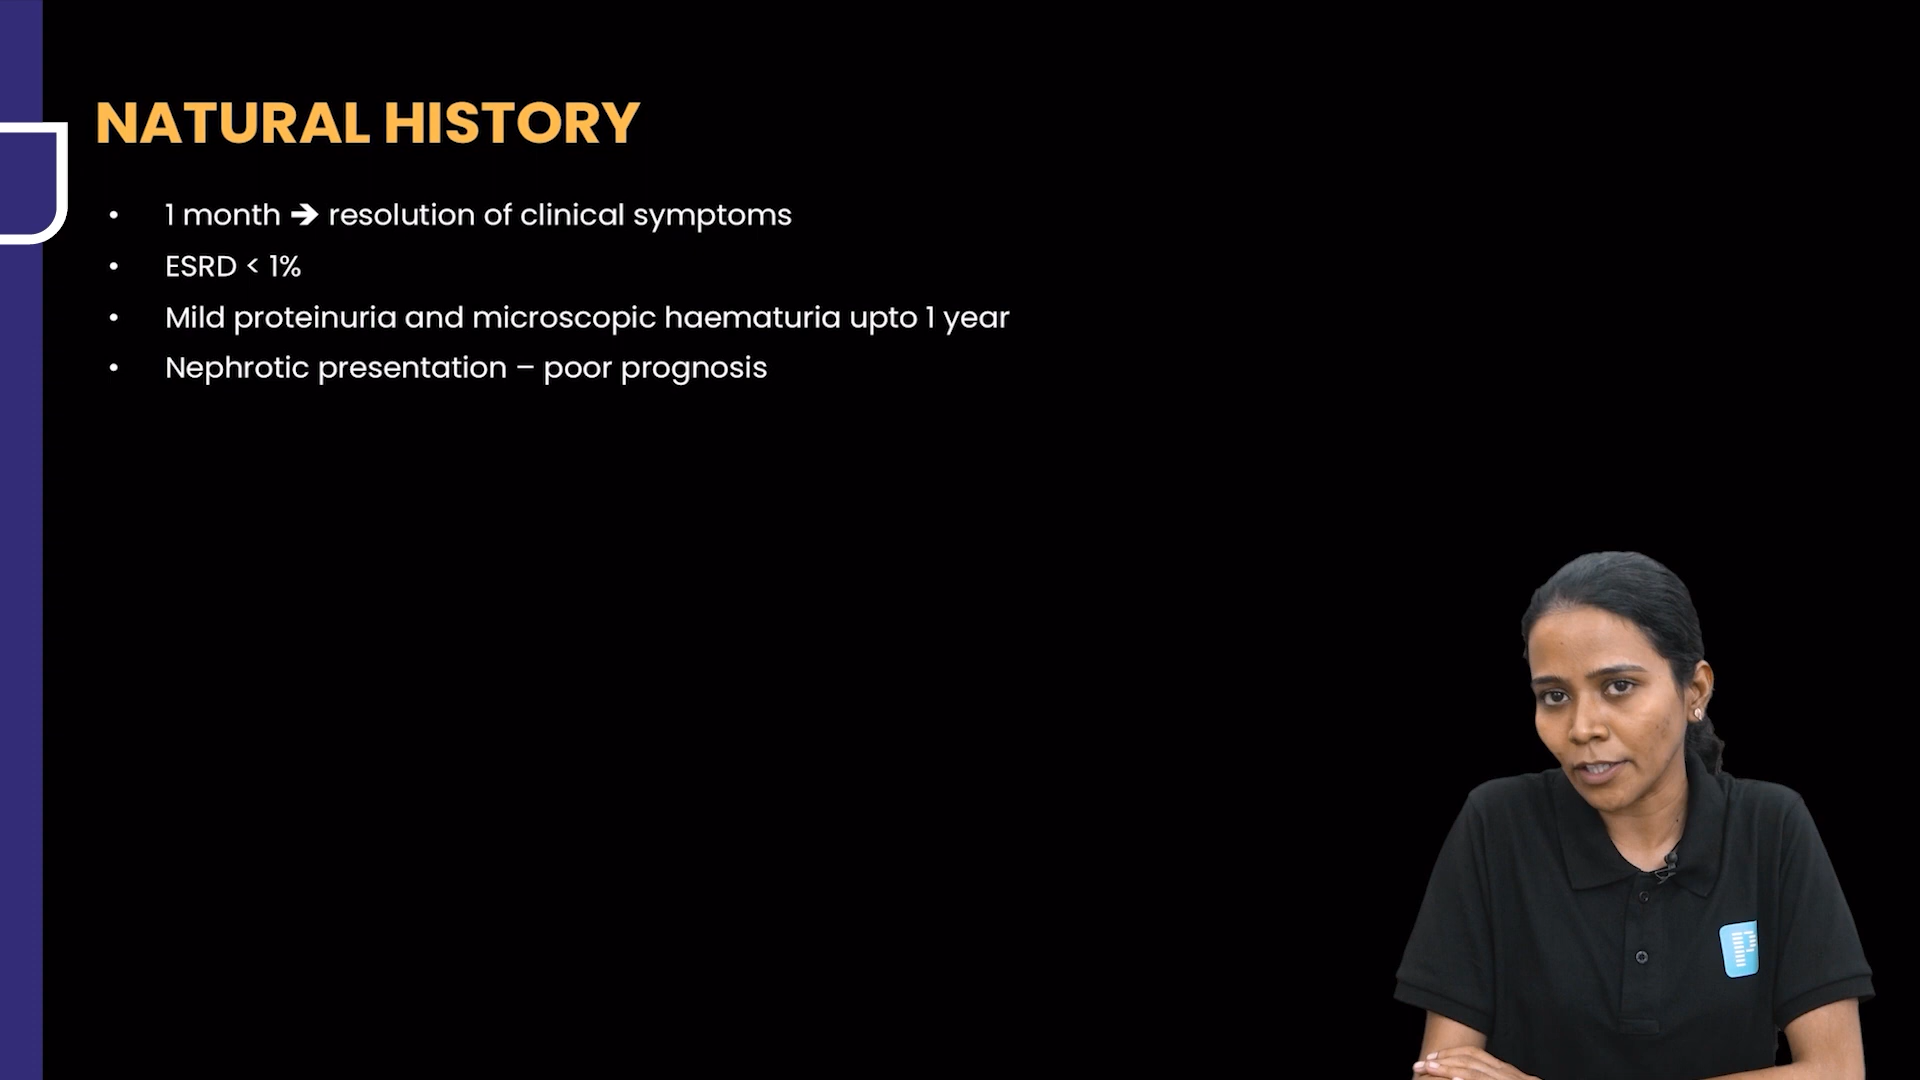 NATURAL HISTORY
• 1 month ➔ resolution of clinical symptoms
• ESRD < 1%
• Mild proteinuria and microscopic haematuria upto 1 year
• Nephrotic presentation – poor prognosis
P